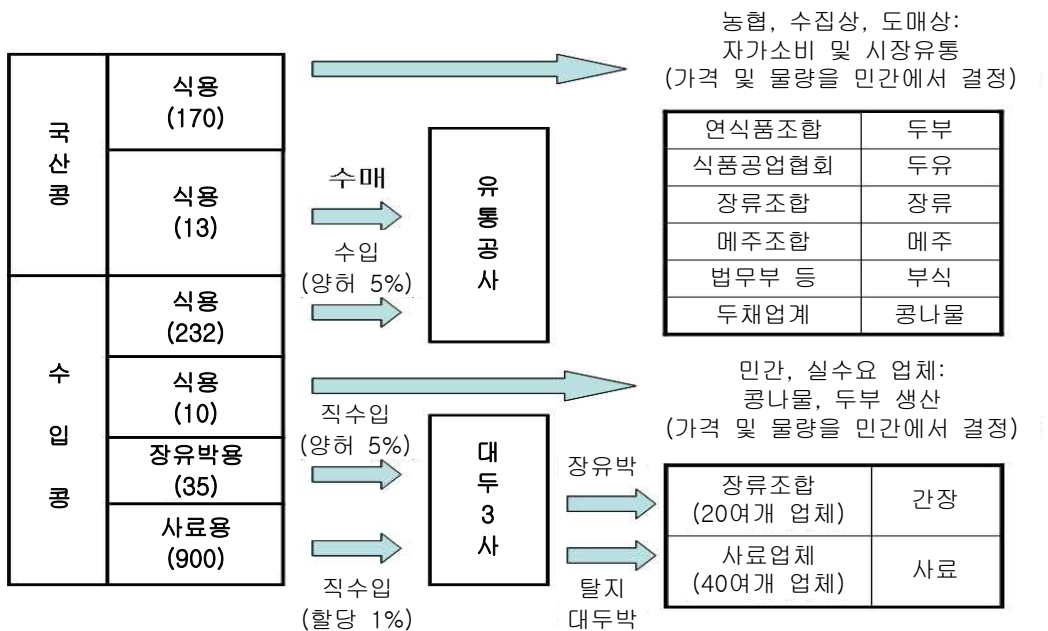 농협, 수집상, 도매상:
자가소비 및 시장유통
(가격 및 물량을 민간에서 결정)
국
산
콩
식용
(170)
식용
(13)
수매
수입
(양허 5%)
유
통
공
사
연식품조합 두부
식품공업협회 두유
장류조합 장류
메주조합 메주
법무부 등 부식
두채업계 콩나물
수
입
콩
식용
(232)
식용
(10)
장유박용
(35)
사료용
(900)
직수입
(양허 5%)
민간, 실수요 업체:
콩나물, 두부 생산
(가격 및 물량을 민간에서 결정)
직수입
(할당 1%)
대
두
3
사
장유박
탈지
대두박
장류조합
(20여개 업체)
간장
사료업체
(40여개 업체)
사료